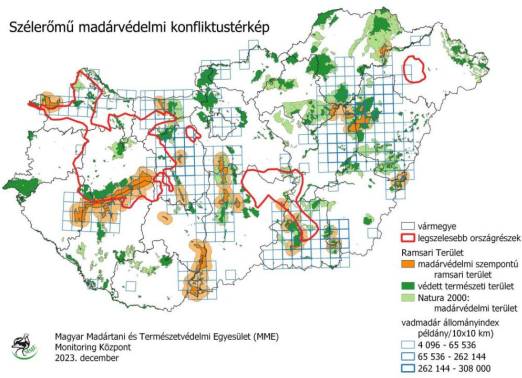 Szélerőmű madárvédelmi konfliktustérkép
vármegye
legszelesebb országrészek
Ramsari Terület
madárvédelmi szempontú
ramsari terület
védett természeti terület
Natura 2000:
madárvédelmi terület
vadmadár állományindex
példány/10x10 km)
4 096 - 65 536
65 536 - 262 144
262 144 - 308 000
MME
Magyar Madártani és Természetvédelmi Egyesület (MME)
Monitoring Központ
2023. december